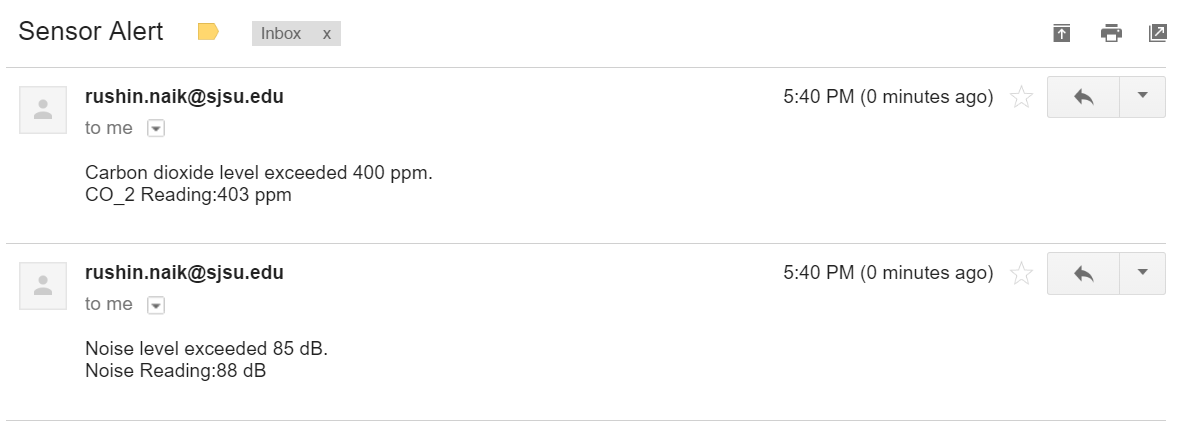 Sensor Alert Inbox x
rushin.naik@sjsu.edu 5:40 PM (0 minutes ago)
to me
Carbon dioxide level exceeded 400 ppm.
CO_2 Reading:403 ppm
rushin.naik@sjsu.edu 5:40 PM (0 minutes ago)
to me
Noise level exceeded 85 dB.
Noise Reading:88 dB